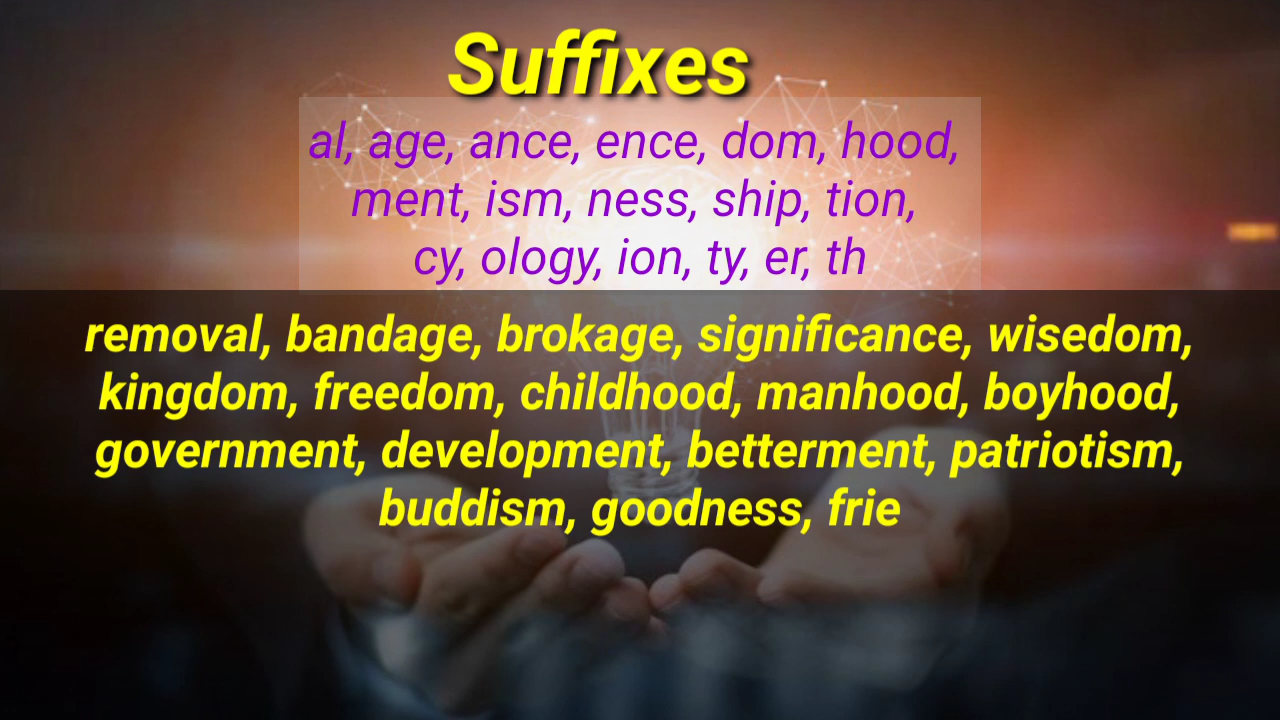 Suffixes
al, age, ance, ence, dom, hood,
ment, ism, ness, ship, tion,
cy, ology, ion, ty, er, th
removal, bandage, brokage, significance, wisedom,
kingdom, freedom, childhood, manhood, boyhood,
government, development, betterment, patriotism,
buddism, goodness, frie